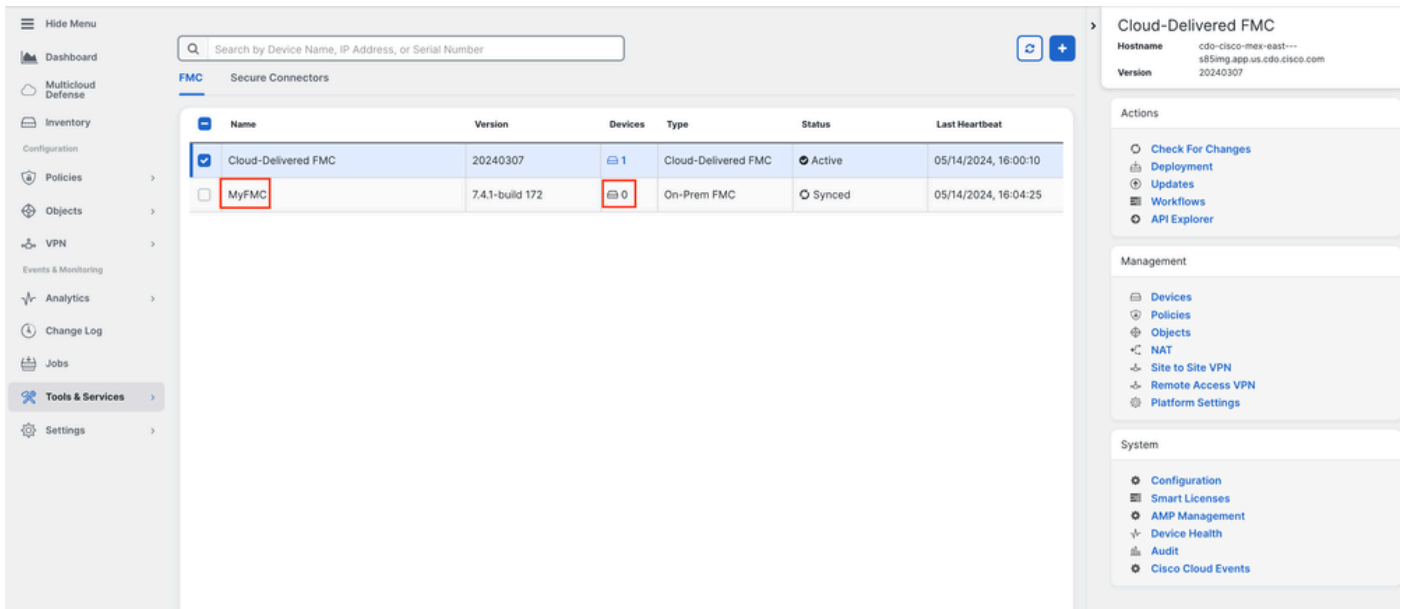 Hide Menu
Dashboard
Multicloud
Defense
Inventory
Configuration
Policies
Objects
VPN
Events & Monitoring
Analytics
Change Log
Jobs
Tools & Services
Settings
Search by Device Name, IP Address, or Serial Number
FMC Secure Connectors
Name Version Devices Type Status Last Heartbeat
Cloud-Delivered FMC 20240307 1 Cloud-Delivered FMC Active 05/14/2024, 16:00:10
MyFMC 7.4.1-build 172 0 On-Prem FMC Synced 05/14/2024, 16:04:25
Cloud-Delivered FMC
Hostname cdo-cisco-mex-east---
s85img.app.us.cdo.cisco.com
Version 20240307
Actions
Check For Changes
Deployment
Updates
Workflows
API Explorer
Management
Devices
Policies
Objects
NAT
Site to Site VPN
Remote Access VPN
Platform Settings
System
Configuration
Smart Licenses
AMP Management
Device Health
Audit
Cisco Cloud Events